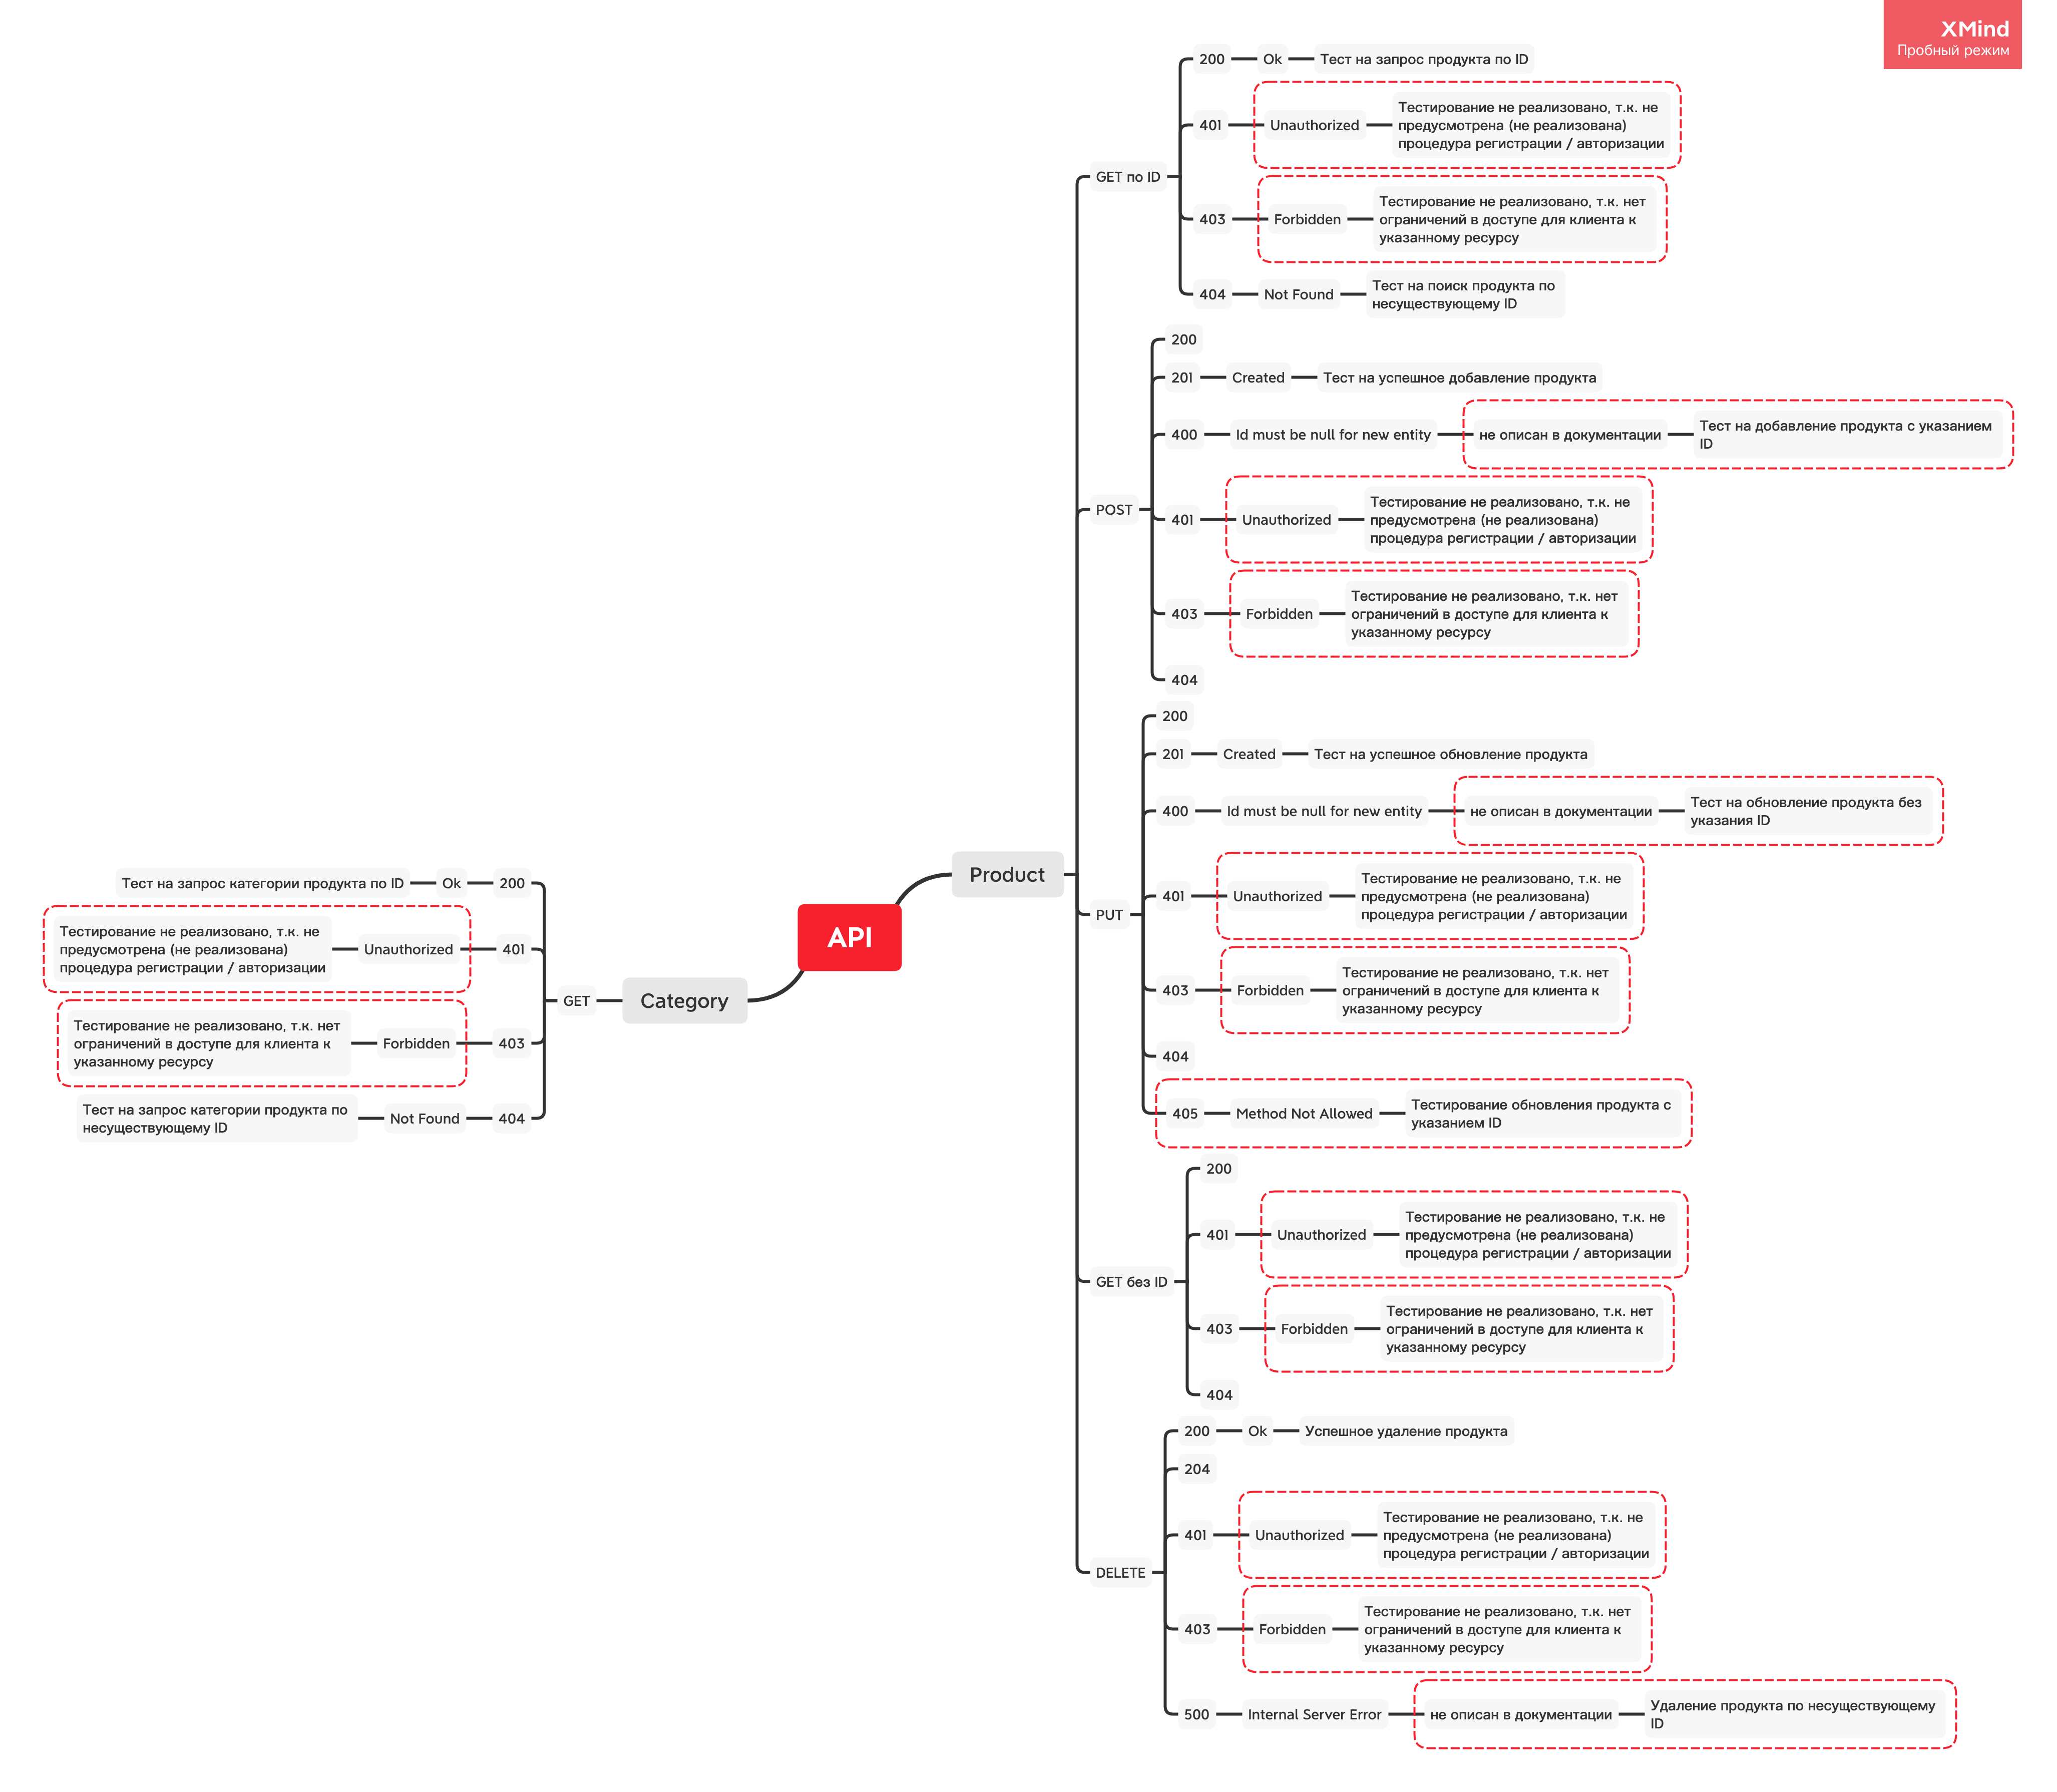 XMind
Пробный режим
API
Product
GET по ID
200
Ok
Тест на запрос продукта по ID
401
Unauthorized
Тестирование не реализовано, т.к. не
предусмотрена (не реализована)
процедура регистрации / авторизации
403
Forbidden
Тестирование не реализовано, т.к. нет
ограничений в доступе для клиента к
указанному ресурсу
404
Not Found
Тест на поиск продукта по
несуществующему ID
POST
200
201
Created
Тест на успешное добавление продукта
400
Id must be null for new entity
не описан в документации
Тест на добавление продукта с указанием
ID
401
Unauthorized
Тестирование не реализовано, т.к. не
предусмотрена (не реализована)
процедура регистрации / авторизации
403
Forbidden
Тестирование не реализовано, т.к. нет
ограничений в доступе для клиента к
указанному ресурсу
404
PUT
200
201
Created
Тест на успешное обновление продукта
400
Id must be null for new entity
не описан в документации
Тест на обновление продукта без
указания ID
401
Unauthorized
Тестирование не реализовано, т.к. не
предусмотрена (не реализована)
процедура регистрации / авторизации
403
Forbidden
Тестирование не реализовано, т.к. нет
ограничений в доступе для клиента к
указанному ресурсу
404
405
Method Not Allowed
Тестирование обновления продукта с
указанием ID
GET без ID
200
401
Unauthorized
Тестирование не реализовано, т.к. не
предусмотрена (не реализована)
процедура регистрации / авторизации
403
Forbidden
Тестирование не реализовано, т.к. нет
ограничений в доступе для клиента к
указанному ресурсу
404
DELETE
200
Ok
Успешное удаление продукта
204
401
Unauthorized
Тестирование не реализовано, т.к. не
предусмотрена (не реализована)
процедура регистрации / авторизации
403
Forbidden
Тестирование не реализовано, т.к. нет
ограничений в доступе для клиента к
указанному ресурсу
500
Internal Server Error
не описан в документации
Удаление продукта по несуществующему
ID
Category
GET
200
Ok
Тест на запрос категории продукта по ID
401
Unauthorized
Тестирование не реализовано, т.к. не
предусмотрена (не реализована)
процедура регистрации / авторизации
403
Forbidden
Тестирование не реализовано, т.к. нет
ограничений в доступе для клиента к
указанному ресурсу
404
Not Found
Тест на запрос категории продукта по
несуществующему ID